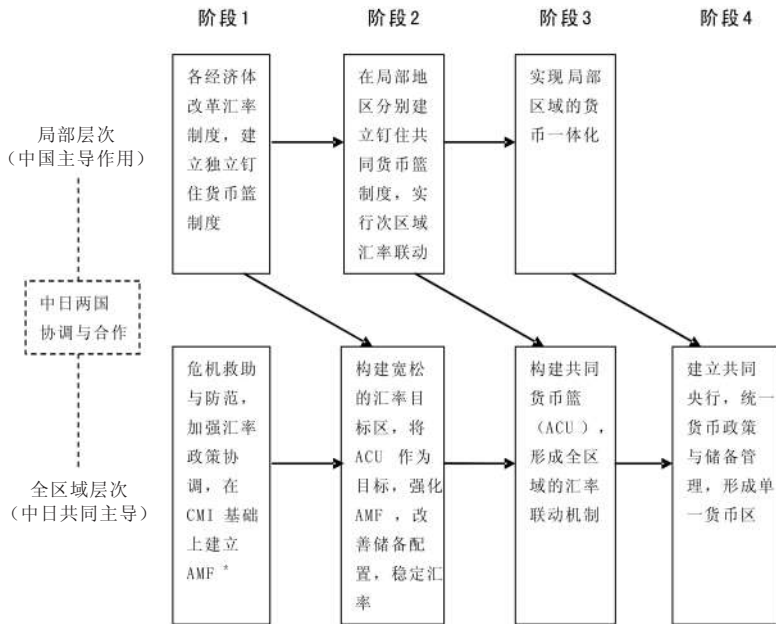 阶段1 阶段2 阶段3 阶段4
局部层次
（中国主导作用）
各经济体
改革汇率
制度，建
立独立钉
住货币篮
制度
在局部地
区分别建
立钉住共
同货币篮
制度，实
行次区域
汇率联动
实现局部
区域的货
币一体化
中日两国
协调与合作
全区域层次
（中日共同主导）
危机救助
与防范，
加强汇率
政策协
调，在
CMI 基础
上建立
AMF *
构建宽松
的汇率目
标区，将
ACU 作为
目标，强化
AMF ，改
善储备配
置，稳定汇
率
构建共同
货币篮
（ACU），
形成全区
域的汇率
联动机制
建立共同
央行，统一
货币政策
与储备管
理，形成单
一货币区